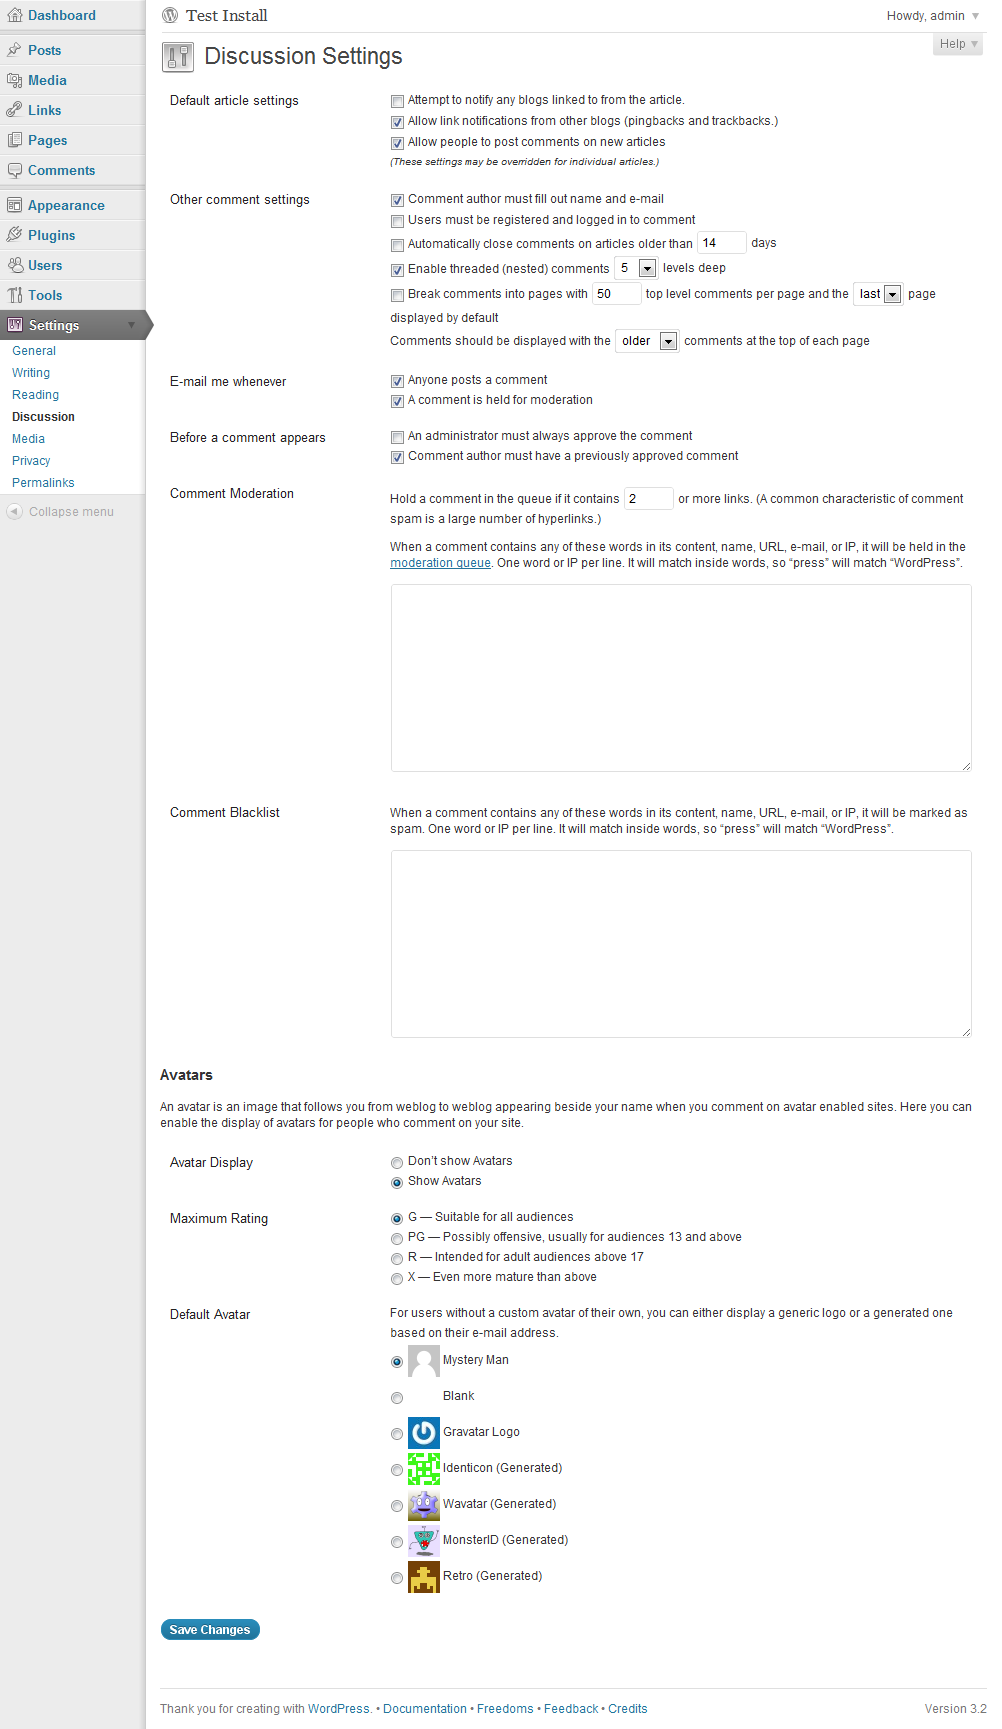 Dashboard
Posts
Media
Links
Pages
Comments
Appearance
Plugins
Users
Tools
Settings
General
Writing
Reading
Discussion
Media
Privacy
Permalinks
Collapse menu
Test Install
Howdy, admin
Help
Discussion Settings
Default article settings
Attempt to notify any blogs linked to from the article.
Allow link notifications from other blogs (pingbacks and trackbacks.)
Allow people to post comments on new articles
(These settings may be overridden for individual articles.)
Other comment settings
Comment author must fill out name and e-mail
Users must be registered and logged in to comment
Automatically close comments on articles older than 14 days
Enable threaded (nested) comments 5 levels deep
Break comments into pages with 50 top level comments per page and the last page
displayed by default
Comments should be displayed with the older comments at the top of each page
E-mail me whenever
Anyone posts a comment
A comment is held for moderation
Before a comment appears
An administrator must always approve the comment
Comment author must have a previously approved comment
Comment Moderation
Hold a comment in the queue if it contains 2 or more links. (A common characteristic of comment
spam is a large number of hyperlinks.)
When a comment contains any of these words in its content, name, URL, e-mail, or IP, it will be held in the
moderation queue. One word or IP per line. It will match inside words, so “press” will match “WordPress”.
Comment Blacklist
When a comment contains any of these words in its content, name, URL, e-mail, or IP, it will be marked as
spam. One word or IP per line. It will match inside words, so “press” will match “WordPress”.
Avatars
An avatar is an image that follows you from weblog to weblog appearing beside your name when you comment on avatar enabled sites. Here you can
enable the display of avatars for people who comment on your site.
Avatar Display
Don’t show Avatars
Show Avatars
Maximum Rating
G — Suitable for all audiences
PG — Possibly offensive, usually for audiences 13 and above
R — Intended for adult audiences above 17
X — Even more mature than above
Default Avatar
For users without a custom avatar of their own, you can either display a generic logo or a generated one
based on their e-mail address.
Mystery Man
Blank
Gravatar Logo
Identicon (Generated)
Wavatar (Generated)
MonsterID (Generated)
Retro (Generated)
Save Changes
Thank you for creating with WordPress. • Documentation • Freedoms • Feedback • Credits
Version 3.2